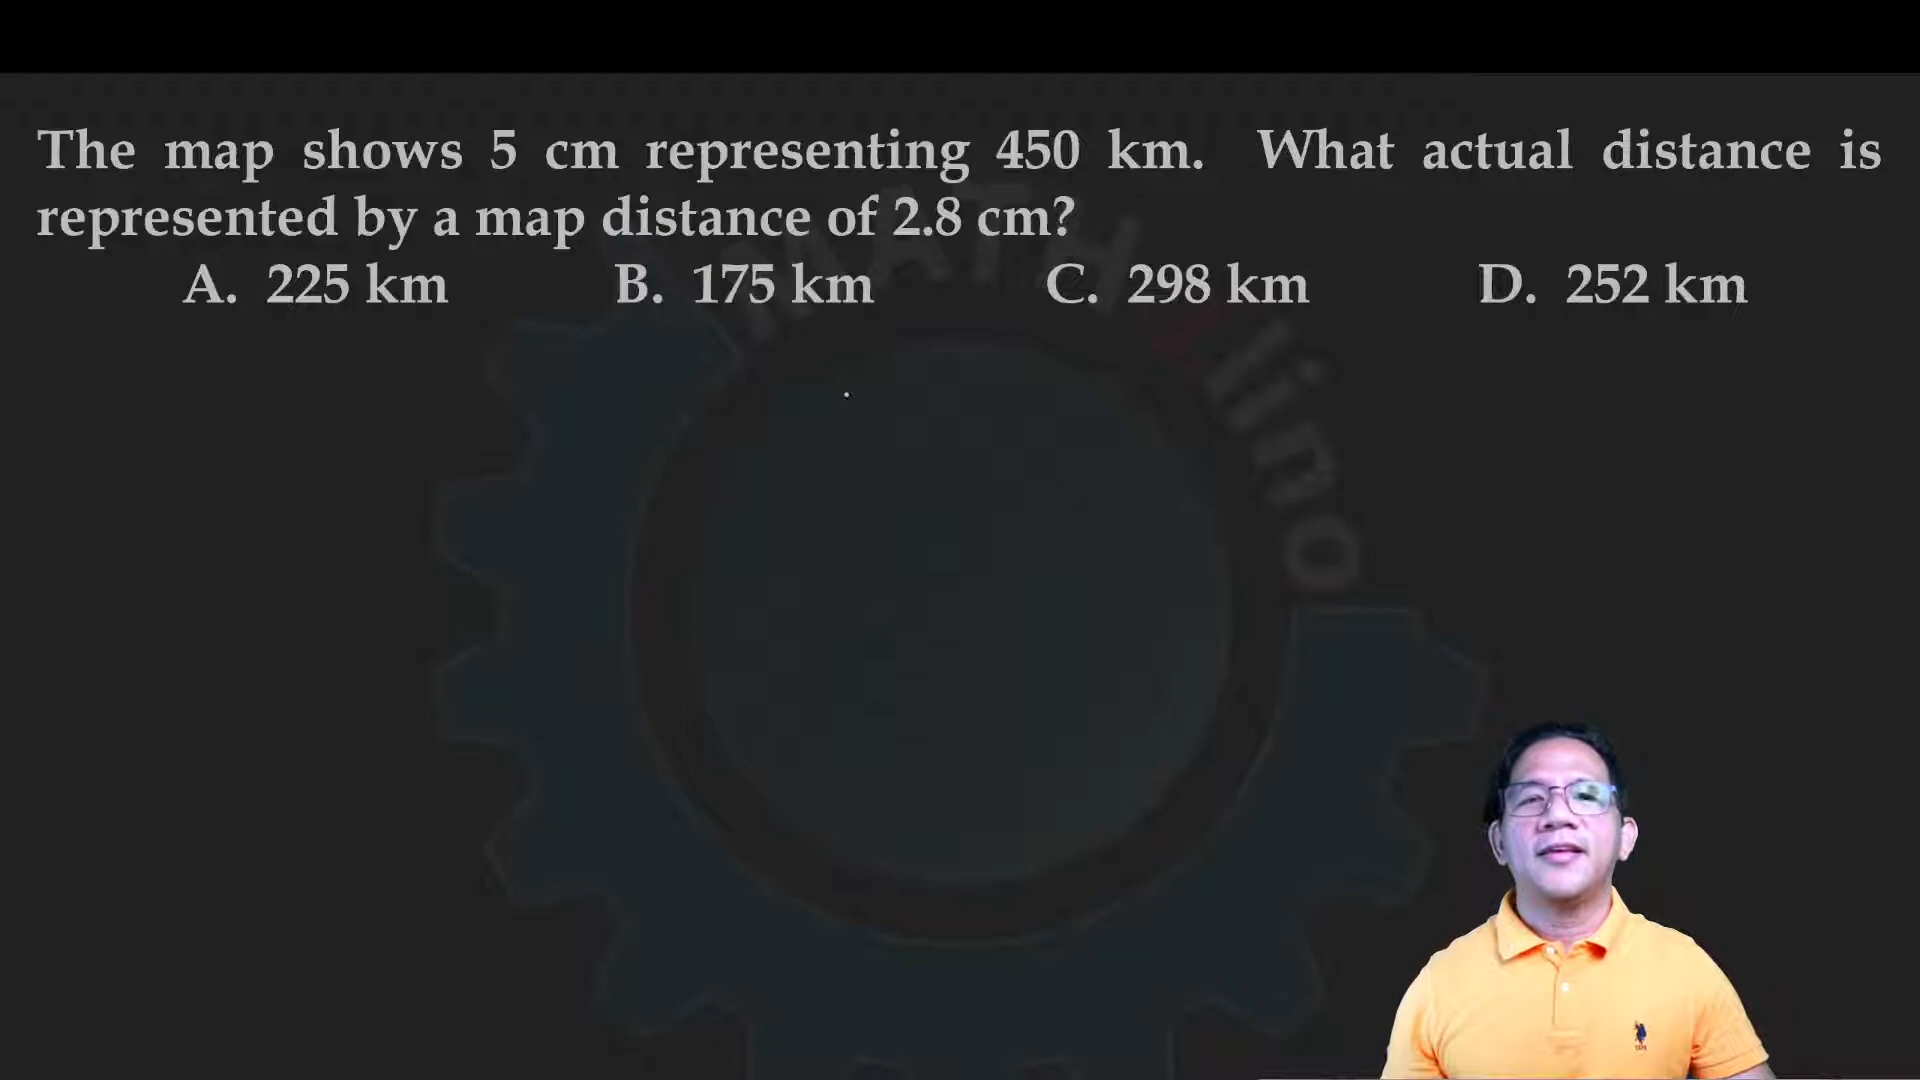 The map shows 5 cm representing 450 km. What actual distance is
represented by a map distance of 2.8 cm?
A. 225 km B. 175 km C. 298 km D. 252 km
MATHalino